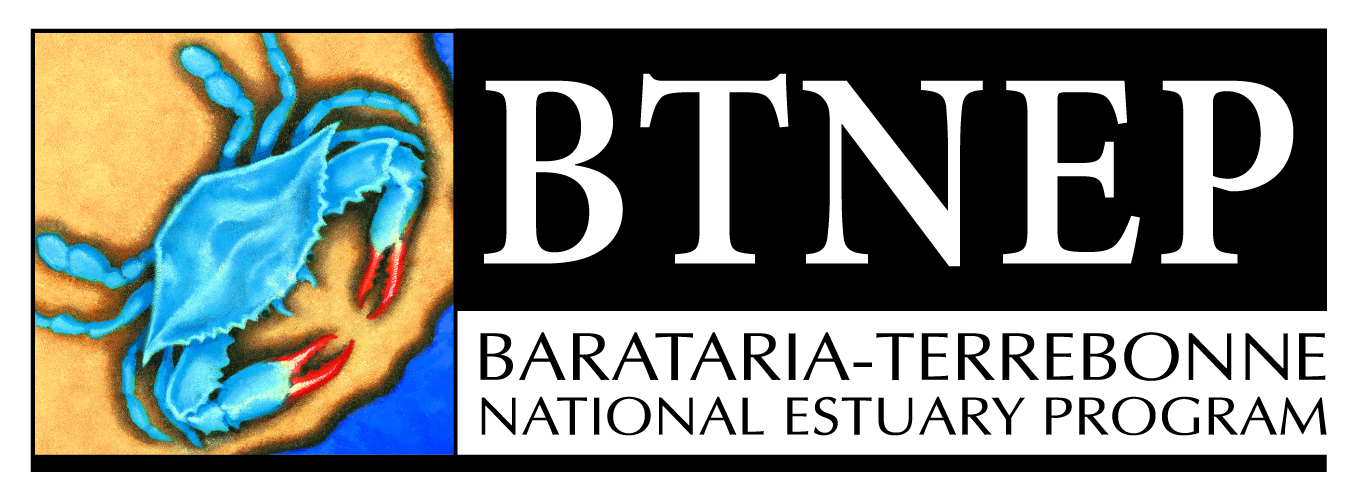 BTNEP
BARATARIA-TERREBONNE
NATIONAL ESTUARY PROGRAM